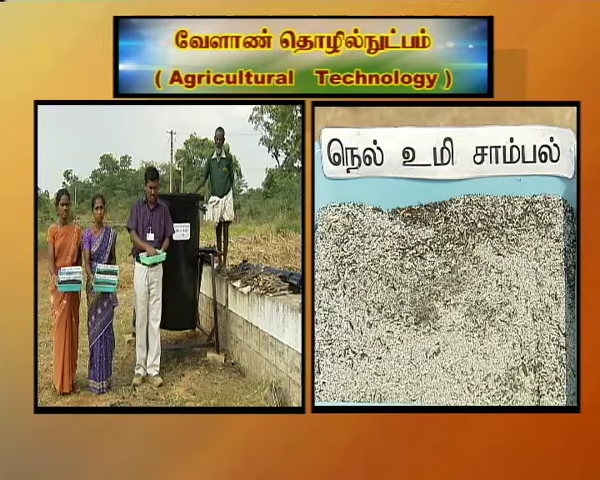 வேளாண் தொழில்நுட்பம்
( Agricultural Technology )
நெல் உமி சாம்பல்